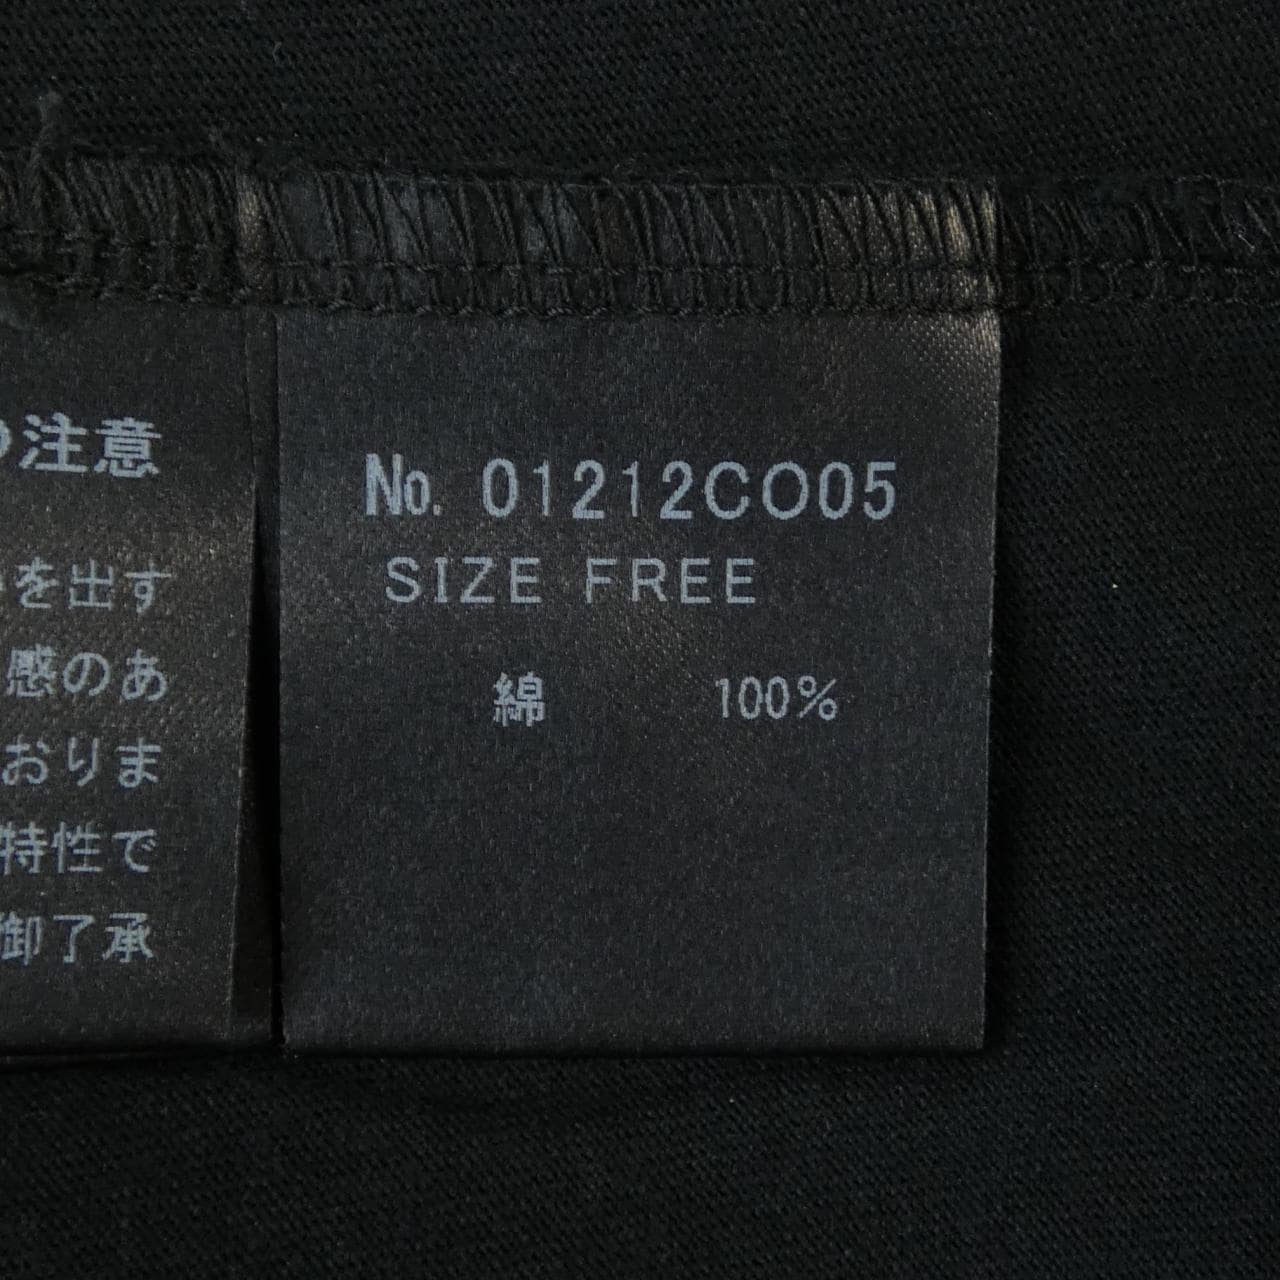 の注意
を出す
感のあ
おりま
特性で
御了承
No. 01212CO05
SIZE FREE
綿 100%